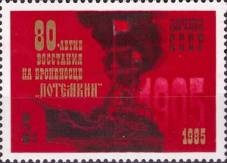 80-ЛЕТИЕ
ВОССТАНИЯ
НА БРОНЕНОСЦЕ
„ПОТЕМКИН"
ПОЧТА
СССР
1905
1985